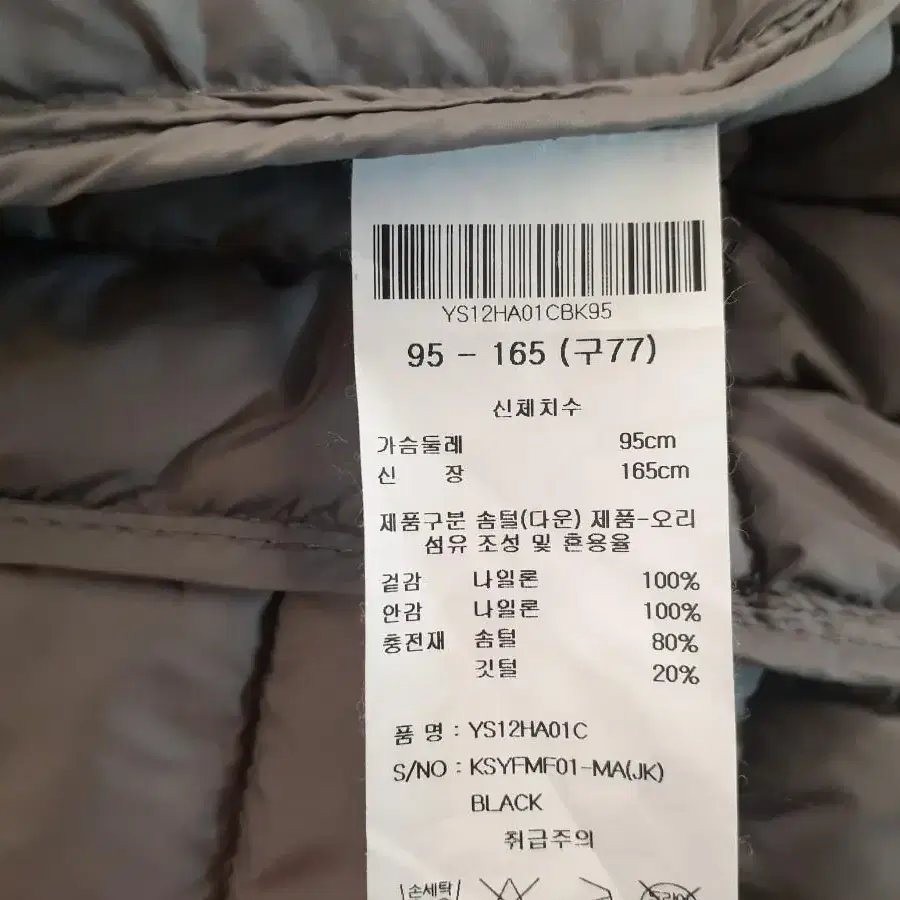 YS12HA01CBK95
95 - 165 (구77)
신체치수
가슴둘레 95cm
신 장 165cm
제품구분 솜털(다운) 제품-오리
섬유 조성 및 혼용율
겉감 나일론 100%
안감 나일론 100%
충전재 솜털 80%
깃털 20%
품 명 : YS12HA01C
S/NO : KSYFMF01-MA(JK)
BLACK
취급주의
손세탁